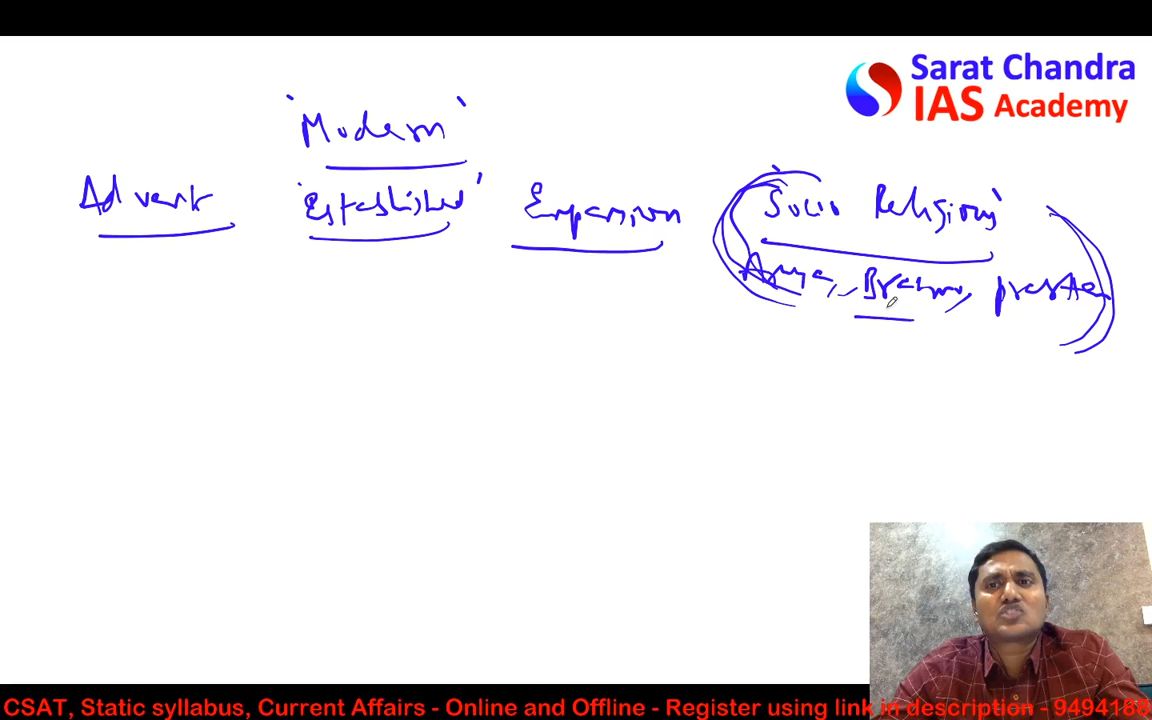 Sarat Chandra
IAS Academy
'Modern'
Advent 'Established' Expansion Socio Religious
Arya, Brahmo, prarthan
CSAT, Static syllabus, Current Affairs - Online and Offline - Register using link in description - 9494188